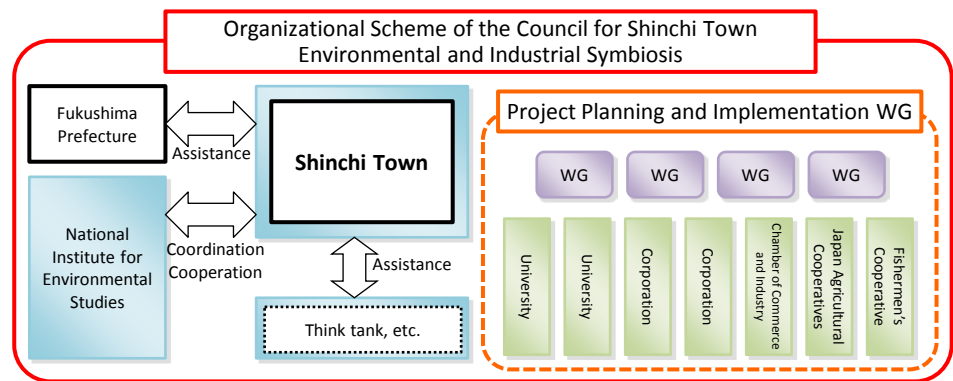 Organizational Scheme of the Council for Shinchi Town
Environmental and Industrial Symbiosis
Fukushima
Prefecture
Assistance
Shinchi Town
National
Institute for
Environmental
Studies
Coordination
Cooperation
Assistance
Think tank, etc.
Project Planning and Implementation WG
WG
WG
WG
WG
University
University
Corporation
Corporation
Chamber of Commerce
and Industry
Japan Agricultural
Cooperatives
Fishermen's
Cooperative